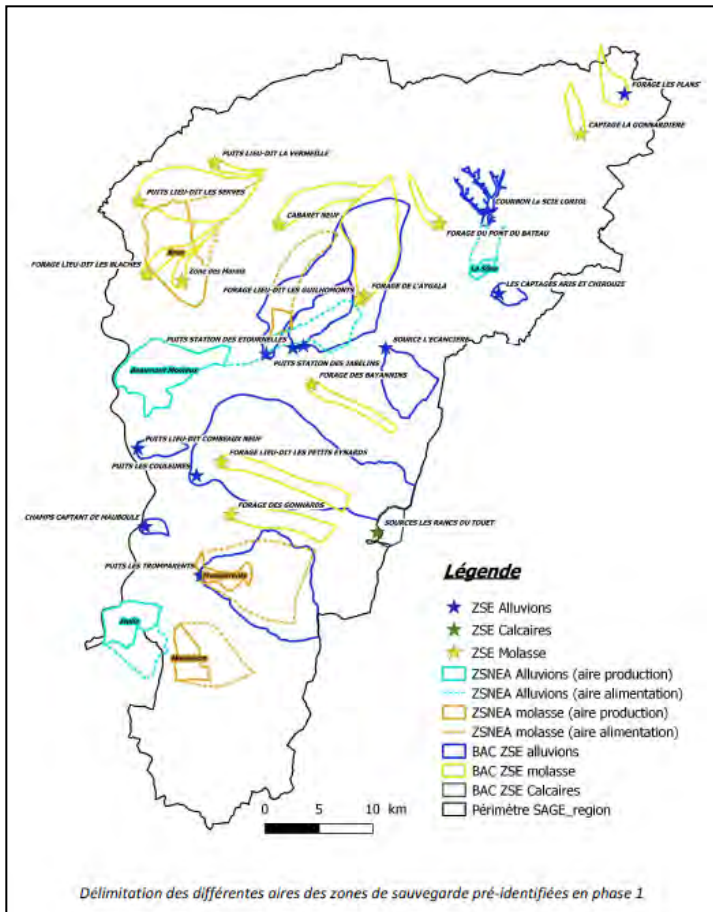 FORAGE LES PLANS
CAPTAGE LA GONNARDIERE
PUITS LIEU-DIT LA VERMEILLE
PUITS LIEU-DIT LES SERVES
COURBON La SCIE LORIOL
CABARET NEUF
FORAGE DU PONT DU BATEAU
FORAGE LIEU-DIT LES BLACHES
Zone des Marais
FORAGE LIEU-DIT LES GUILHOMONTS
FORAGE DE L'AYGALA
LES CAPTAGES ARIS ET CHIROUZE
PUITS STATION DES ETOURNELLES
SOURCE L'ECANCIERE
PUITS STATION DES JABELINS
Beaumont Monteux
FORAGE DES BAYANNINS
PUITS LIEU-DIT COMBEAUX NEUF
FORAGE LIEU-DIT LES PETITS EYNARDS
PUITS LES COULEURES
FORAGE DES GONNARDS
CHAMPS CAPTANT DE MAUBOULE
SOURCES LES RANCS DU TOUET
PUITS LES TROMPARENTS
Tromparents
Légende
ZSE Alluvions
ZSE Calcaires
ZSE Molasse
ZSNEA Alluvions (aire production)
ZSNEA Alluvions (aire alimentation)
ZSNEA molasse (aire production)
ZSNEA molasse (aire alimentation)
BAC ZSE alluvions
BAC ZSE molasse
BAC ZSE Calcaires
Périmètre SAGE_region
0 5 10 km
Délimitation des différentes aires des zones de sauvegarde pré-identifiées en phase 1